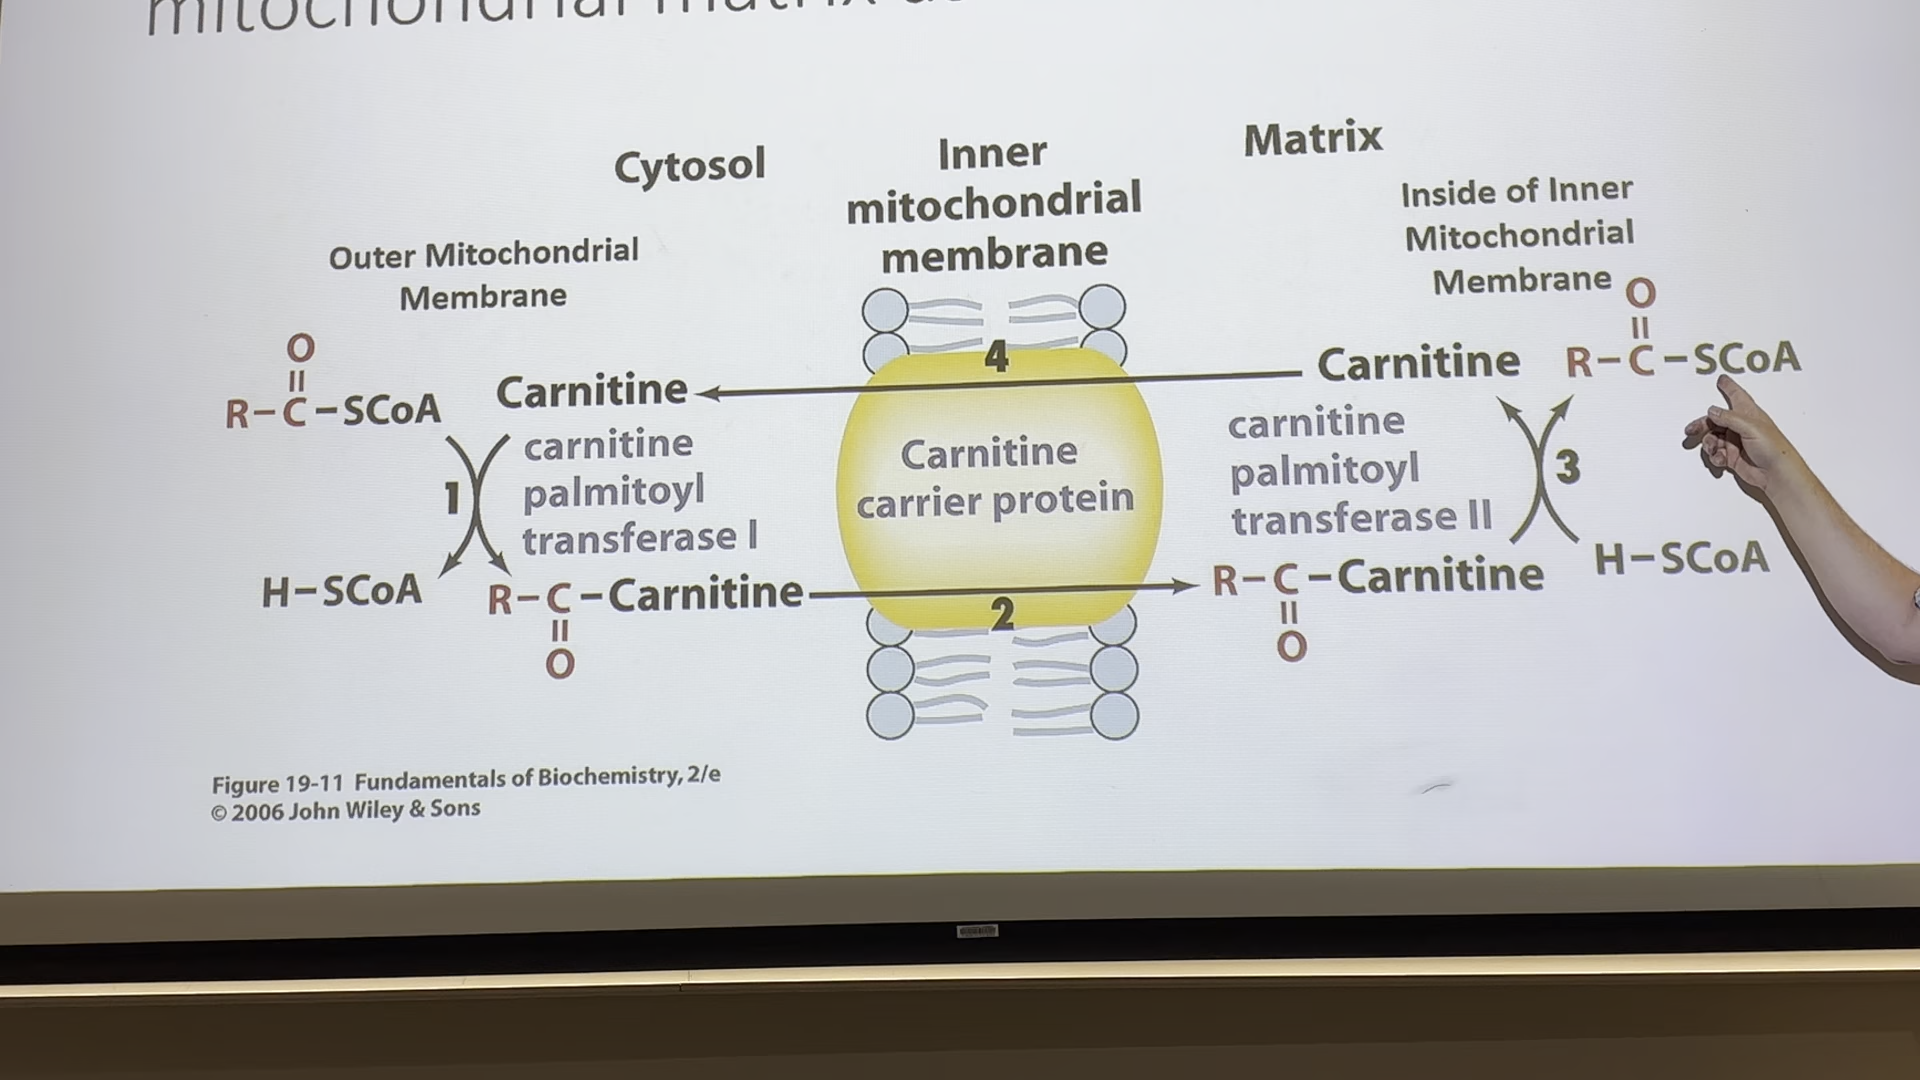 mitochondrial matrix
Cytosol
Inner
mitochondrial
membrane
Matrix
Outer Mitochondrial
Membrane
Inside of Inner
Mitochondrial
Membrane
O
||
R–C–SCoA
Carnitine
4
Carnitine
O
||
R–C–SCoA
1
carnitine
palmitoyl
transferase I
Carnitine
carrier protein
carnitine
palmitoyl
transferase II
3
H–SCoA
R–C–Carnitine
||
O
2
R–C–Carnitine
||
O
H–SCoA
Figure 19-11 Fundamentals of Biochemistry, 2/e
© 2006 John Wiley & Sons